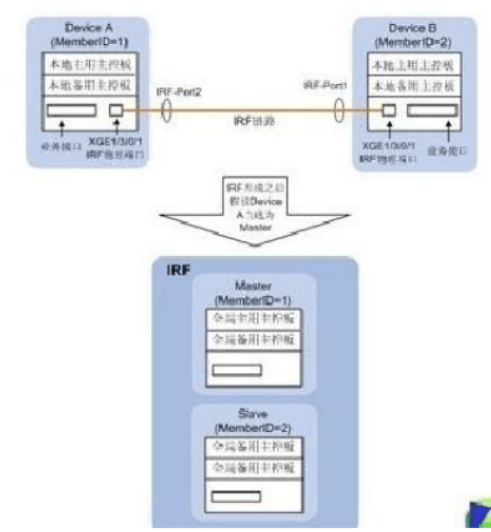 Device A
(MemberID=1)
本地主用主控板
本地备用主控板
业务接口
XGE1/3/0/1
IRF物理端口
IRF-Port2
IRF链路
IRF-Port1
Device B
(MemberID=2)
本地主用主控板
本地备用主控板
XGE1/3/0/1
IRF物理端口
业务接口
IRF形成之后
假设Device
A当选为
Master
IRF
Master
(MemberID=1)
全局主用主控板
全局备用主控板
Slave
(MemberID=2)
全局备用主控板
全局备用主控板